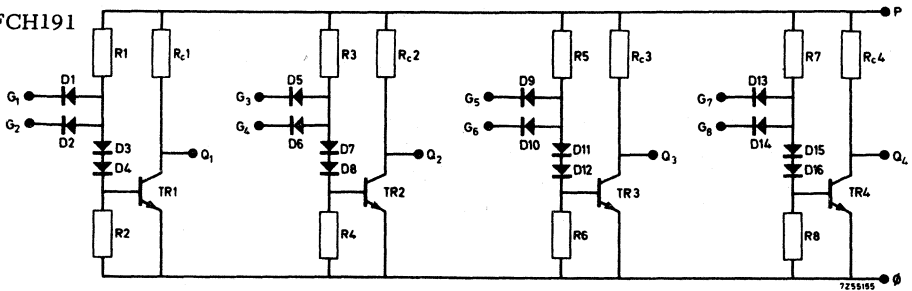 FCH191
P
R1 Rc1 R3 Rc2 R5 Rc3 R7 Rc4
D1 D5 D9 D13
G1 G3 G5 G7
G2 G4 G6 G8
D2 D6 D10 D14
D3 Q1 D7 Q2 D11 Q3 D15 Q4
D4 D8 D12 D16
TR1 TR2 TR3 TR4
R2 R4 R6 R8
7Z55155
Ø